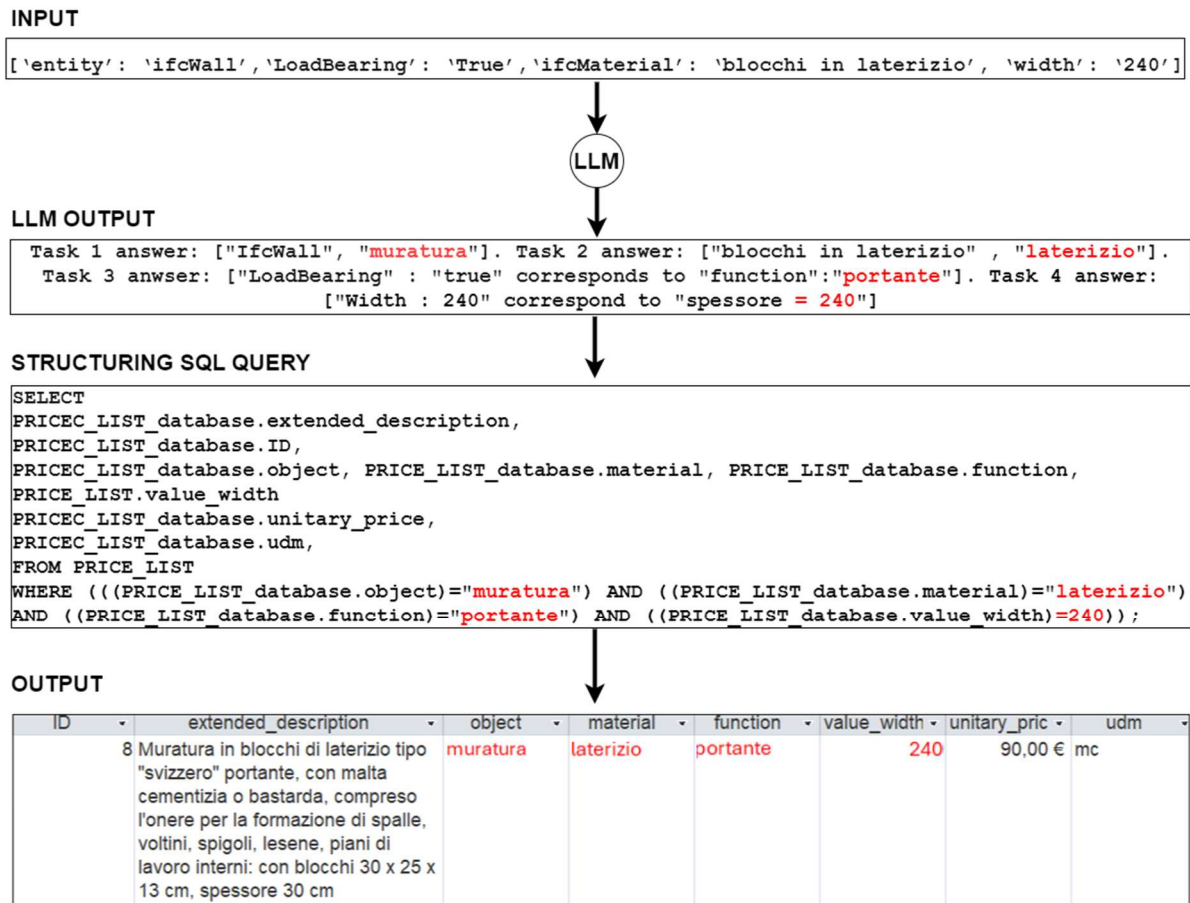 INPUT
[‘entity’: ‘ifcWall’,‘LoadBearing’: ‘True’,‘ifcMaterial’: ‘blocchi in laterizio’, ‘width’: ‘240’]
LLM
LLM OUTPUT
Task 1 answer: ["IfcWall", "muratura"]. Task 2 answer: ["blocchi in laterizio" , "laterizio"].
Task 3 anwser: ["LoadBearing" : "true" corresponds to "function":"portante"]. Task 4 answer:
["Width : 240" correspond to "spessore = 240"]
STRUCTURING SQL QUERY
SELECT
PRICEC_LIST_database.extended_description,
PRICEC_LIST_database.ID,
PRICEC_LIST_database.object, PRICE_LIST_database.material, PRICE_LIST_database.function,
PRICE_LIST.value_width
PRICEC_LIST_database.unitary_price,
PRICEC_LIST_database.udm,
FROM PRICE_LIST
WHERE (((PRICE_LIST_database.object)="muratura") AND ((PRICE_LIST_database.material)="laterizio")
AND ((PRICE_LIST_database.function)="portante") AND ((PRICE_LIST_database.value_width)=240));
OUTPUT
ID extended_description object material function value_width unitary_pric udm
8 Muratura in blocchi di laterizio tipo muratura laterizio portante 240 90,00 € mc
"svizzero" portante, con malta
cementizia o bastarda, compreso
l'onere per la formazione di spalle,
voltini, spigoli, lesene, piani di
lavoro interni: con blocchi 30 x 25 x
13 cm, spessore 30 cm